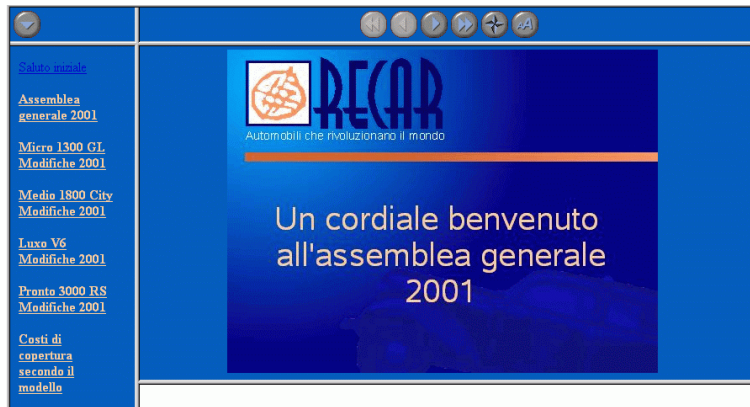 AA
Saluto iniziale
Assemblea
generale 2001
Micro 1300 GL
Modifiche 2001
Medio 1800 City
Modifiche 2001
Luxo V6
Modifiche 2001
Pronto 3000 RS
Modifiche 2001
Costi di
copertura
secondo il
modello
RECAR
Automobili che rivoluzionano il mondo
Un cordiale benvenuto
all'assemblea generale
2001